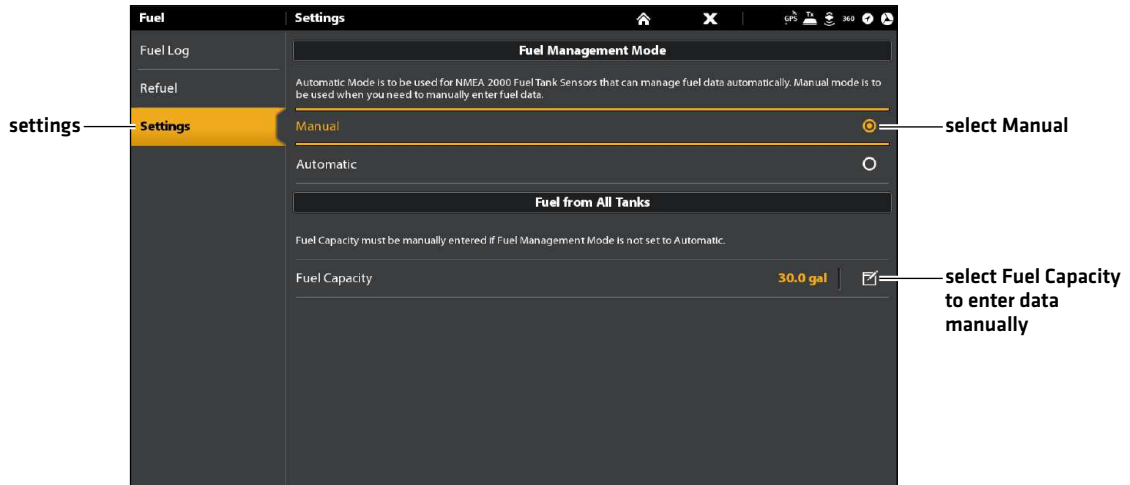 Fuel
Settings
GPS Tx 360
Fuel Log
Refuel
Settings
Fuel Management Mode
Automatic Mode is to be used for NMEA 2000 Fuel Tank Sensors that can manage fuel data automatically. Manual mode is to
be used when you need to manually enter fuel data.
Manual
Automatic
Fuel from All Tanks
Fuel Capacity must be manually entered if Fuel Management Mode is not set to Automatic.
Fuel Capacity
30.0 gal
settings
select Manual
select Fuel Capacity
to enter data
manually